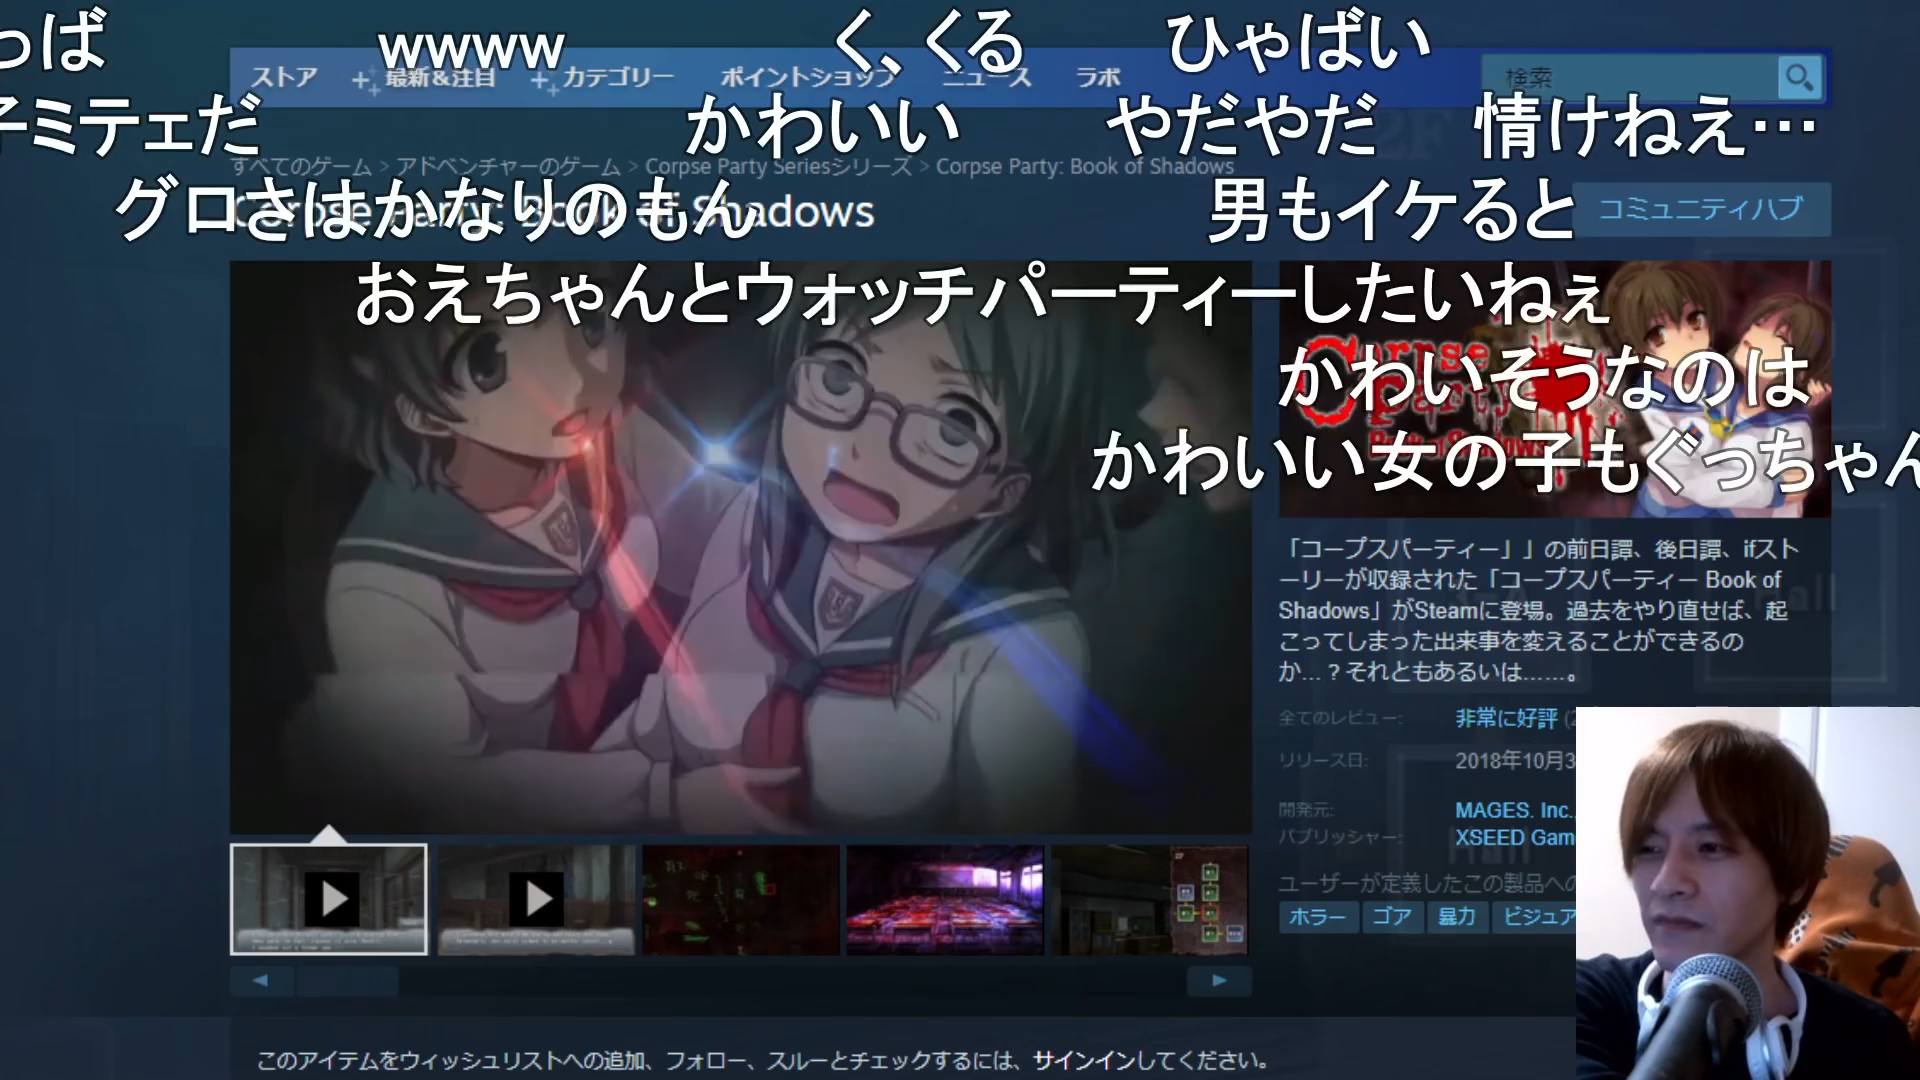 っば
wwww
く、くる
ひゃばい
ストア
最新&注目
カテゴリー
ポイントショップ
ニュース
ラボ
検索
子ミテェだ
かわいい
やだやだ
情けねえ…
すべてのゲーム > アドベンチャーのゲーム > Corpse Party Seriesシリーズ > Corpse Party: Book of Shadows
グロさはかなりのもん
Corpse Party: Book of Shadows
男もイケると
コミュニティハブ
おえちゃんとウォッチパーティーしたいねぇ
かわいそうなのは
Corpse Party
Book of Shadows
かわいい女の子もぐっちゃん
「コープスパーティー」」の前日譚、後日譚、ifスト
ーリーが収録された「コープスパーティー Book of
Shadows」がSteamに登場。過去をやり直せば、起
こってしまった出来事を変えることができるの
か…？それともあるいは……。
全てのレビュー: 非常に好評
リリース日: 2018年10月3
開発元: MAGES. Inc.
パブリッシャー: XSEED Gam
ユーザーが定義したこの製品への
ホラー
ゴア
暴力
ビジュア
このアイテムをウィッシュリストへの追加、フォロー、スルーとチェックするには、サインインしてください。